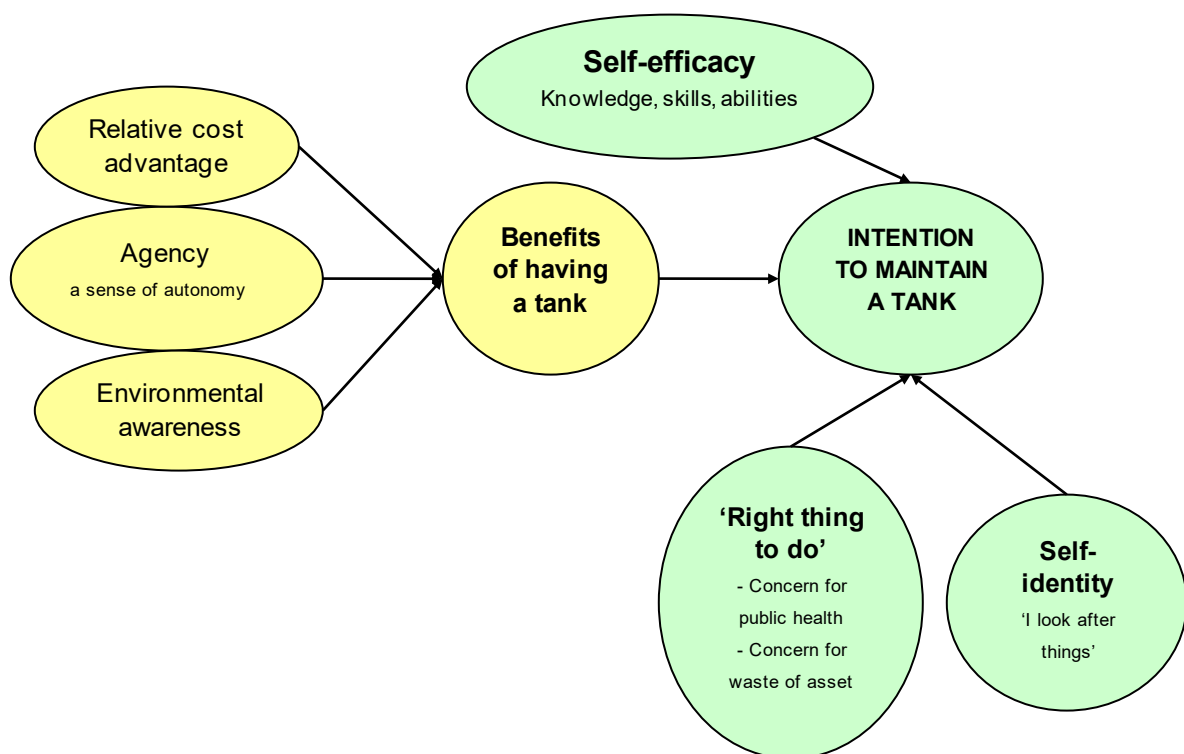 Self-efficacy
Knowledge, skills, abilities
Relative cost
advantage
Agency
a sense of autonomy
Environmental
awareness
Benefits
of having
a tank
INTENTION
TO MAINTAIN
A TANK
‘Right thing
to do’
- Concern for
public health
- Concern for
waste of asset
Self-
identity
‘I look after
things’